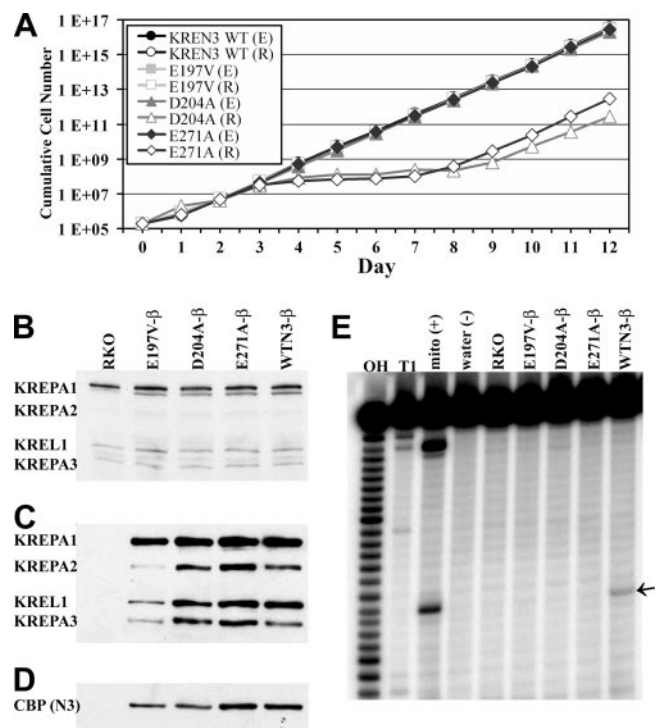 A
1 E+17
1 E+15
1 E+13
1 E+11
1 E+09
1 E+07
1 E+05
Cumulative Cell Number
KREN3 WT (E)
KREN3 WT (R)
E197V (E)
E197V (R)
D204A (E)
D204A (R)
E271A (E)
E271A (R)
0 1 2 3 4 5 6 7 8 9 10 11 12
Day
B
RKO E197V-β D204A-β E271A-β WTN3-β
KREPA1
KREPA2
KREL1
KREPA3
C
KREPA1
KREPA2
KREL1
KREPA3
D
CBP (N3)
E
OH T1 mito (+) water (-) RKO E197V-β D204A-β E271A-β WTN3-β